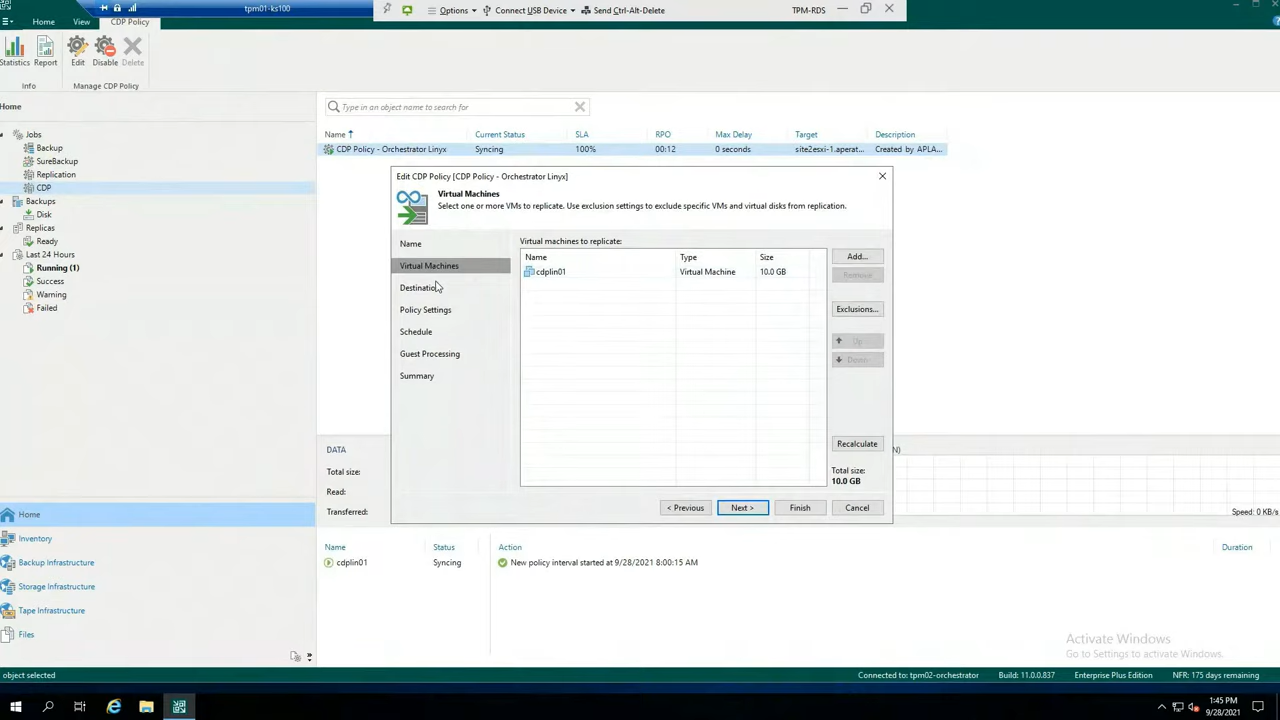 tpm01-ks100
Options
Connect USB Device
Send Ctrl-Alt-Delete
TPM-RDS
Home
View
CDP Policy
Statistics
Report
Edit
Disable
Delete
Info
Manage CDP Policy
Home
Type in an object name to search for
Jobs
Backup
SureBackup
Replication
CDP
Backups
Disk
Replicas
Ready
Last 24 Hours
Running (1)
Success
Warning
Failed
Name
Current Status
SLA
RPO
Max Delay
Target
Description
CDP Policy - Orchestrator Linyx
Syncing
100%
00:12
0 seconds
site2esxi-1.aperat...
Created by APLA...
Edit CDP Policy [CDP Policy - Orchestrator Linyx]
Virtual Machines
Select one or more VMs to replicate. Use exclusion settings to exclude specific VMs and virtual disks from replication.
Name
Virtual Machines
Destination
Policy Settings
Schedule
Guest Processing
Summary
Virtual machines to replicate:
Name
Type
Size
cdplin01
Virtual Machine
10.0 GB
Add...
Remove
Exclusions...
Up
Down
Recalculate
Total size:
10.0 GB
< Previous
Next >
Finish
Cancel
DATA
Total size:
Read:
Transferred:
N)
Speed: 0 KB/s
Name
Status
Action
Duration
cdplin01
Syncing
New policy interval started at 9/28/2021 8:00:15 AM
Home
Inventory
Backup Infrastructure
Storage Infrastructure
Tape Infrastructure
Files
Activate Windows
Go to Settings to activate Windows.
object selected
Connected to: tpm02-orchestrator
Build: 11.0.0.837
Enterprise Plus Edition
NFR: 175 days remaining
1:45 PM
9/28/2021